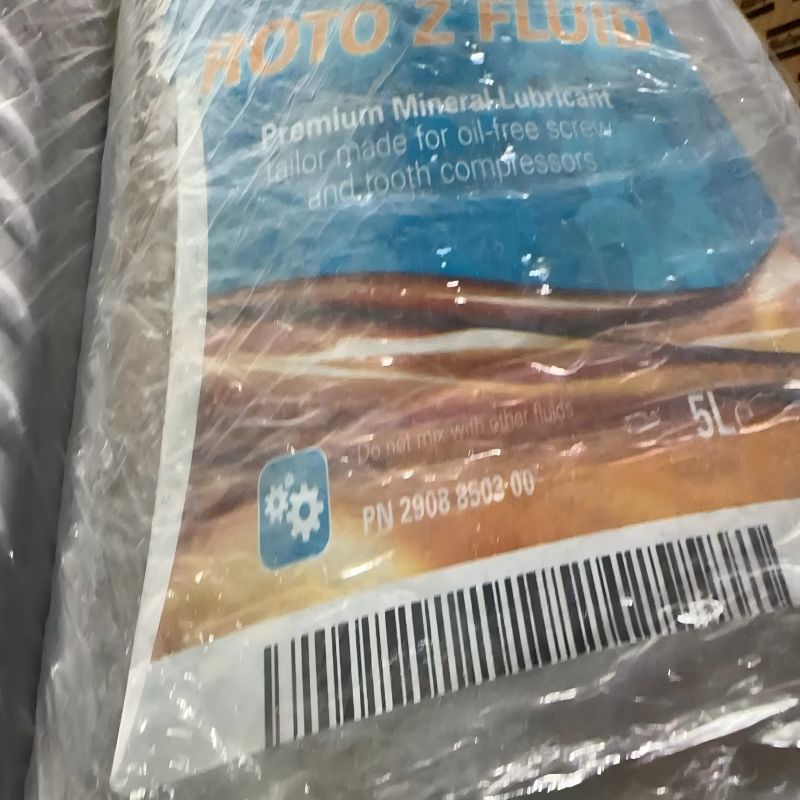 ROTO Z FLUID
Premium Mineral Lubricant
tailor made for oil-free screw
and tooth compressors
Do not mix with other fluids
5L
PN 2908 8503 00